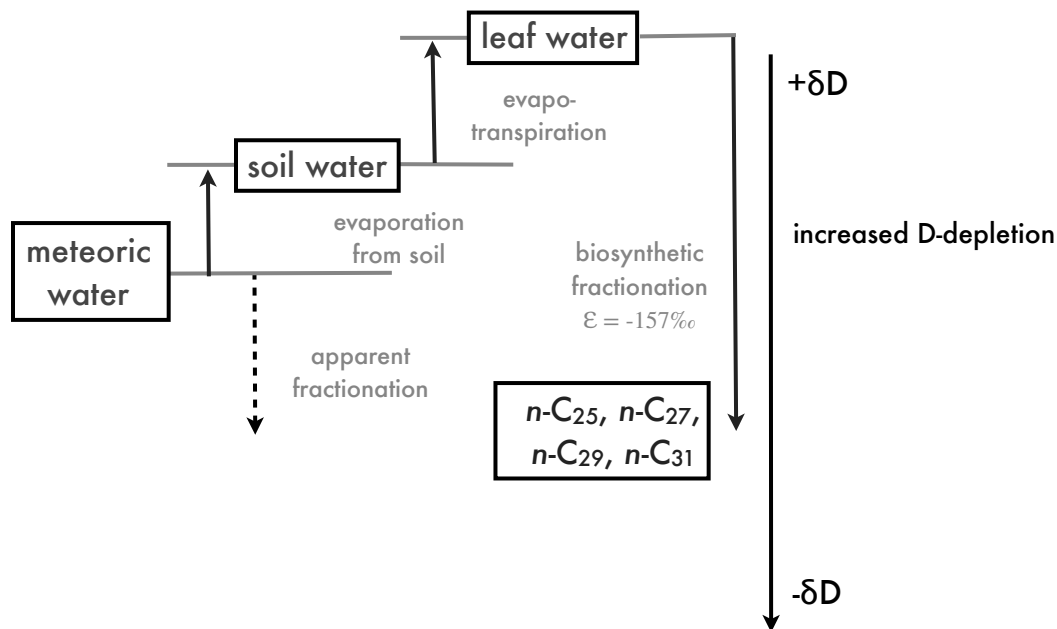 leaf water
+δD
evapo-
transpiration
soil water
evaporation
from soil
meteoric
water
increased D-depletion
biosynthetic
fractionation
ε = -157‰
apparent
fractionation
n-C₂₅, n-C₂₇,
n-C₂₉, n-C₃₁
-δD